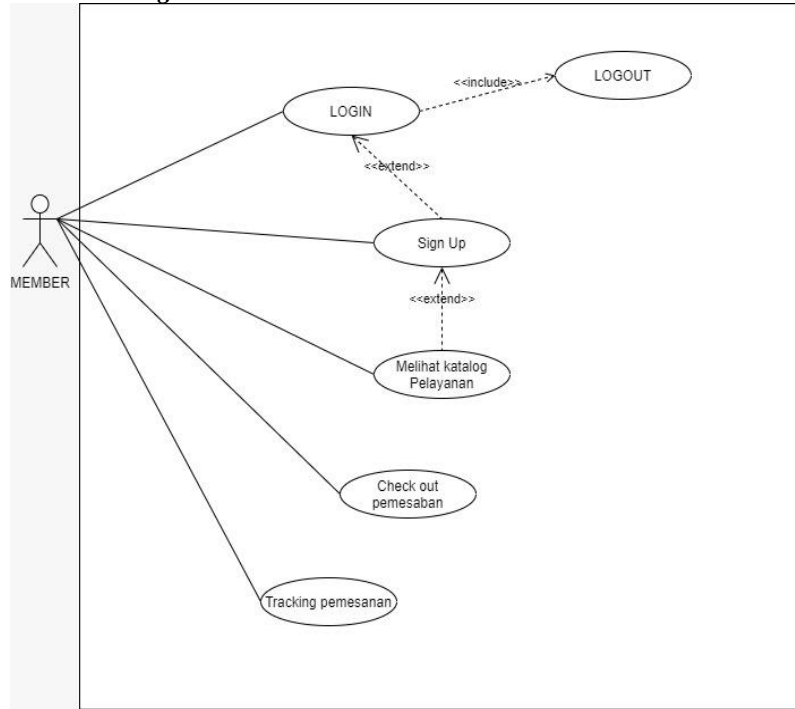 LOGOUT
<<include>>
LOGIN
<<extend>>
Sign Up
MEMBER
<<extend>>
Melihat katalog
Pelayanan
Check out
pemesaban
Tracking pemesanan